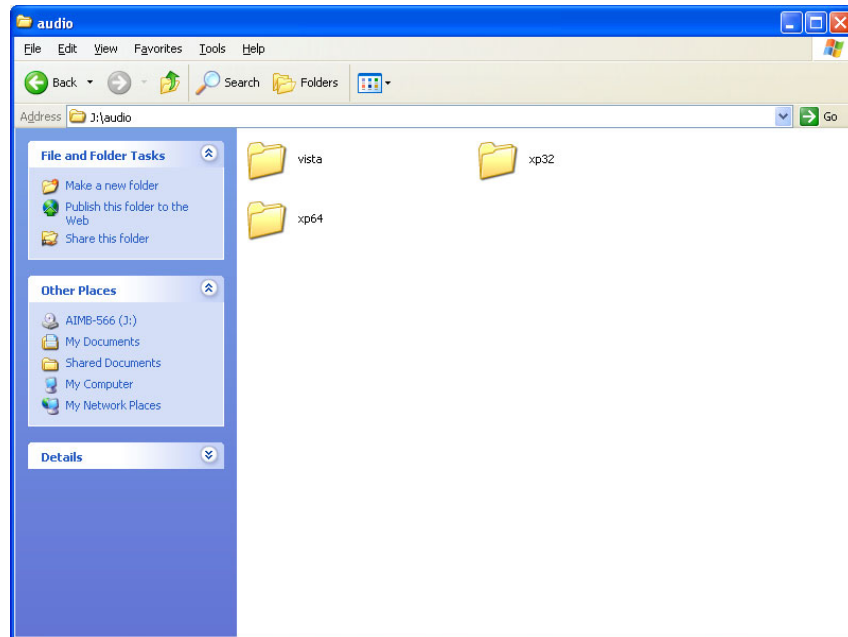 audio
File Edit View Favorites Tools Help
Back Search Folders
Address J:\audio Go
File and Folder Tasks
Make a new folder
Publish this folder to the
Web
Share this folder
Other Places
AIMB-566 (J:)
My Documents
Shared Documents
My Computer
My Network Places
Details
vista xp32
xp64